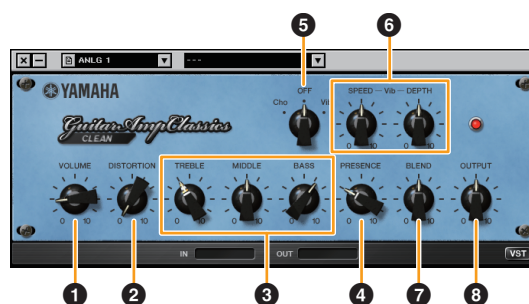 5
6
ANLG 1
---
YAMAHA
OFF
Cho
Vib
SPEED — Vib — DEPTH
GuitarAmpClassics
CLEAN
VOLUME DISTORTION TREBLE MIDDLE BASS PRESENCE BLEND OUTPUT
0 10 0 10 0 10 0 10 0 10 0 10 0 10 0 10
IN OUT VST
1 2 3 4 7 8